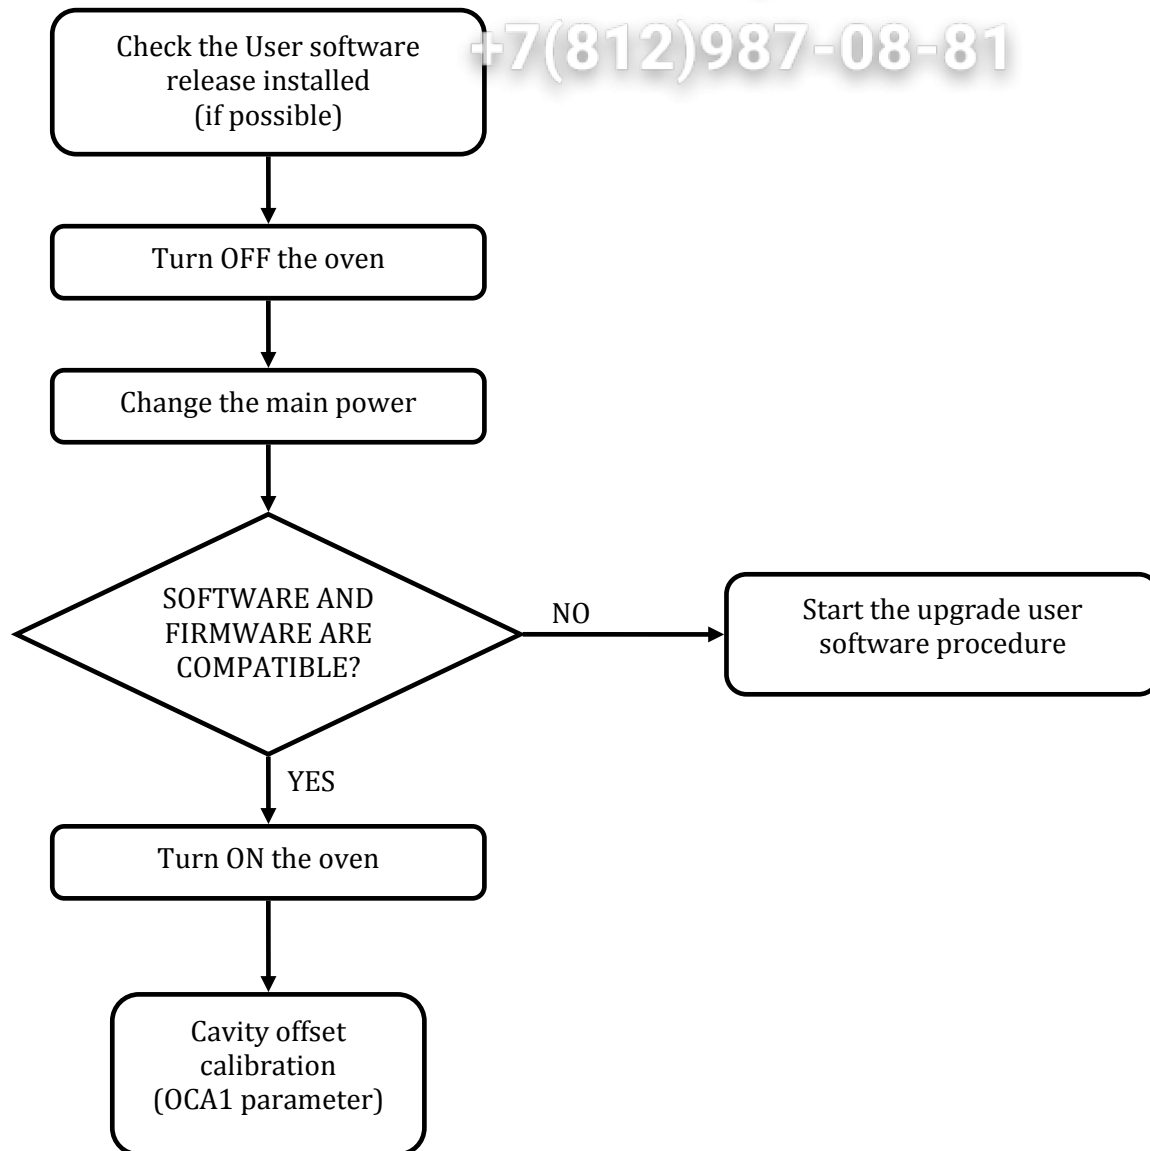 +7(812)987-08-81
Check the User software
release installed
(if possible)
Turn OFF the oven
Change the main power
SOFTWARE AND
FIRMWARE ARE
COMPATIBLE?
NO
Start the upgrade user
software procedure
YES
Turn ON the oven
Cavity offset
calibration
(OCA1 parameter)